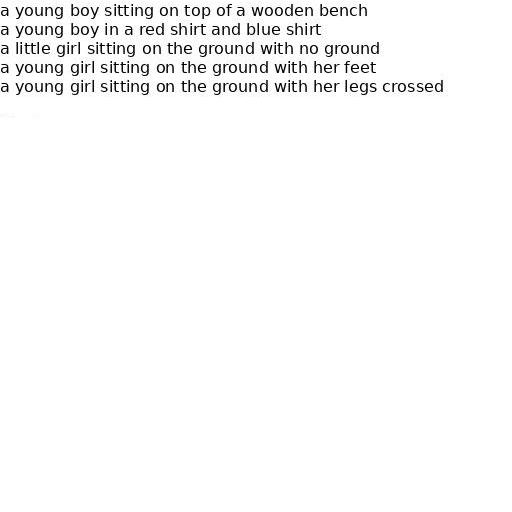 a young boy sitting on top of a wooden bench
a young boy in a red shirt and blue shirt
a little girl sitting on the ground with no ground
a young girl sitting on the ground with her feet
a young girl sitting on the ground with her legs crossed